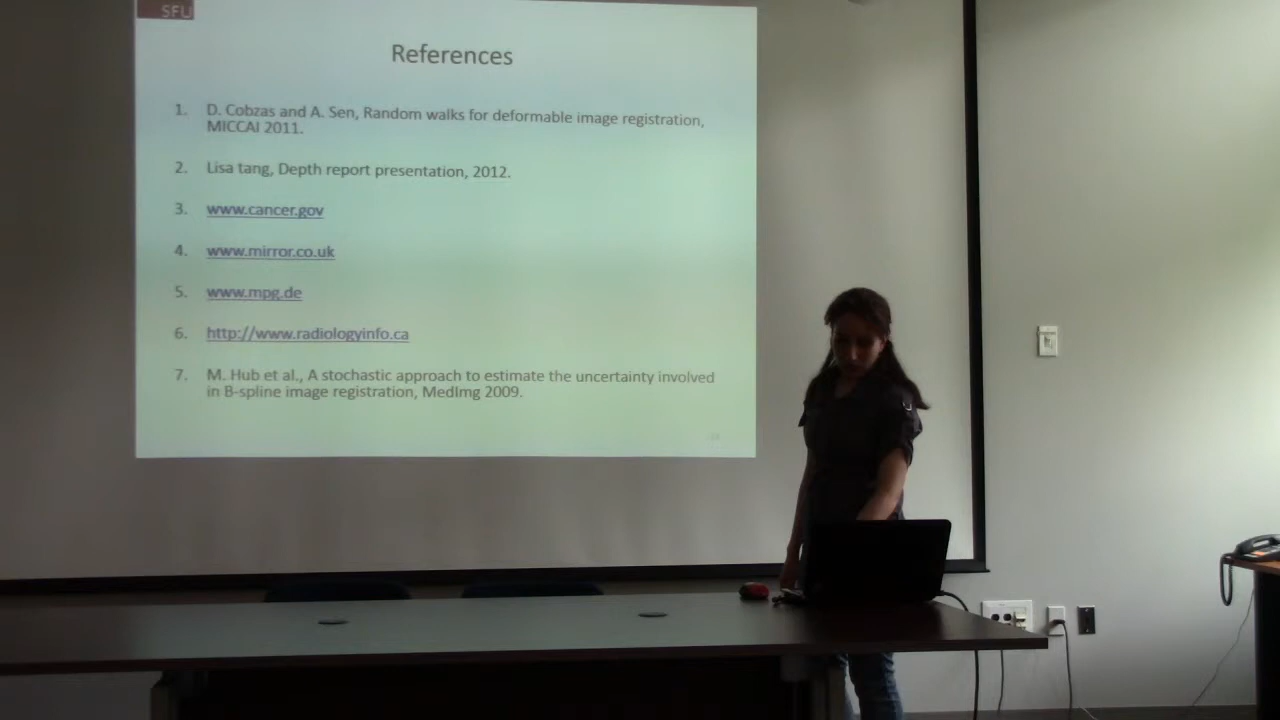 SFU
References
1. D. Cobzas and A. Sen, Random walks for deformable image registration,
MICCAI 2011.
2. Lisa tang, Depth report presentation, 2012.
3. www.cancer.gov
4. www.mirror.co.uk
5. www.mpg.de
6. http://www.radiologyinfo.ca
7. M. Hub et al., A stochastic approach to estimate the uncertainty involved
in B-spline image registration, MedImg 2009.